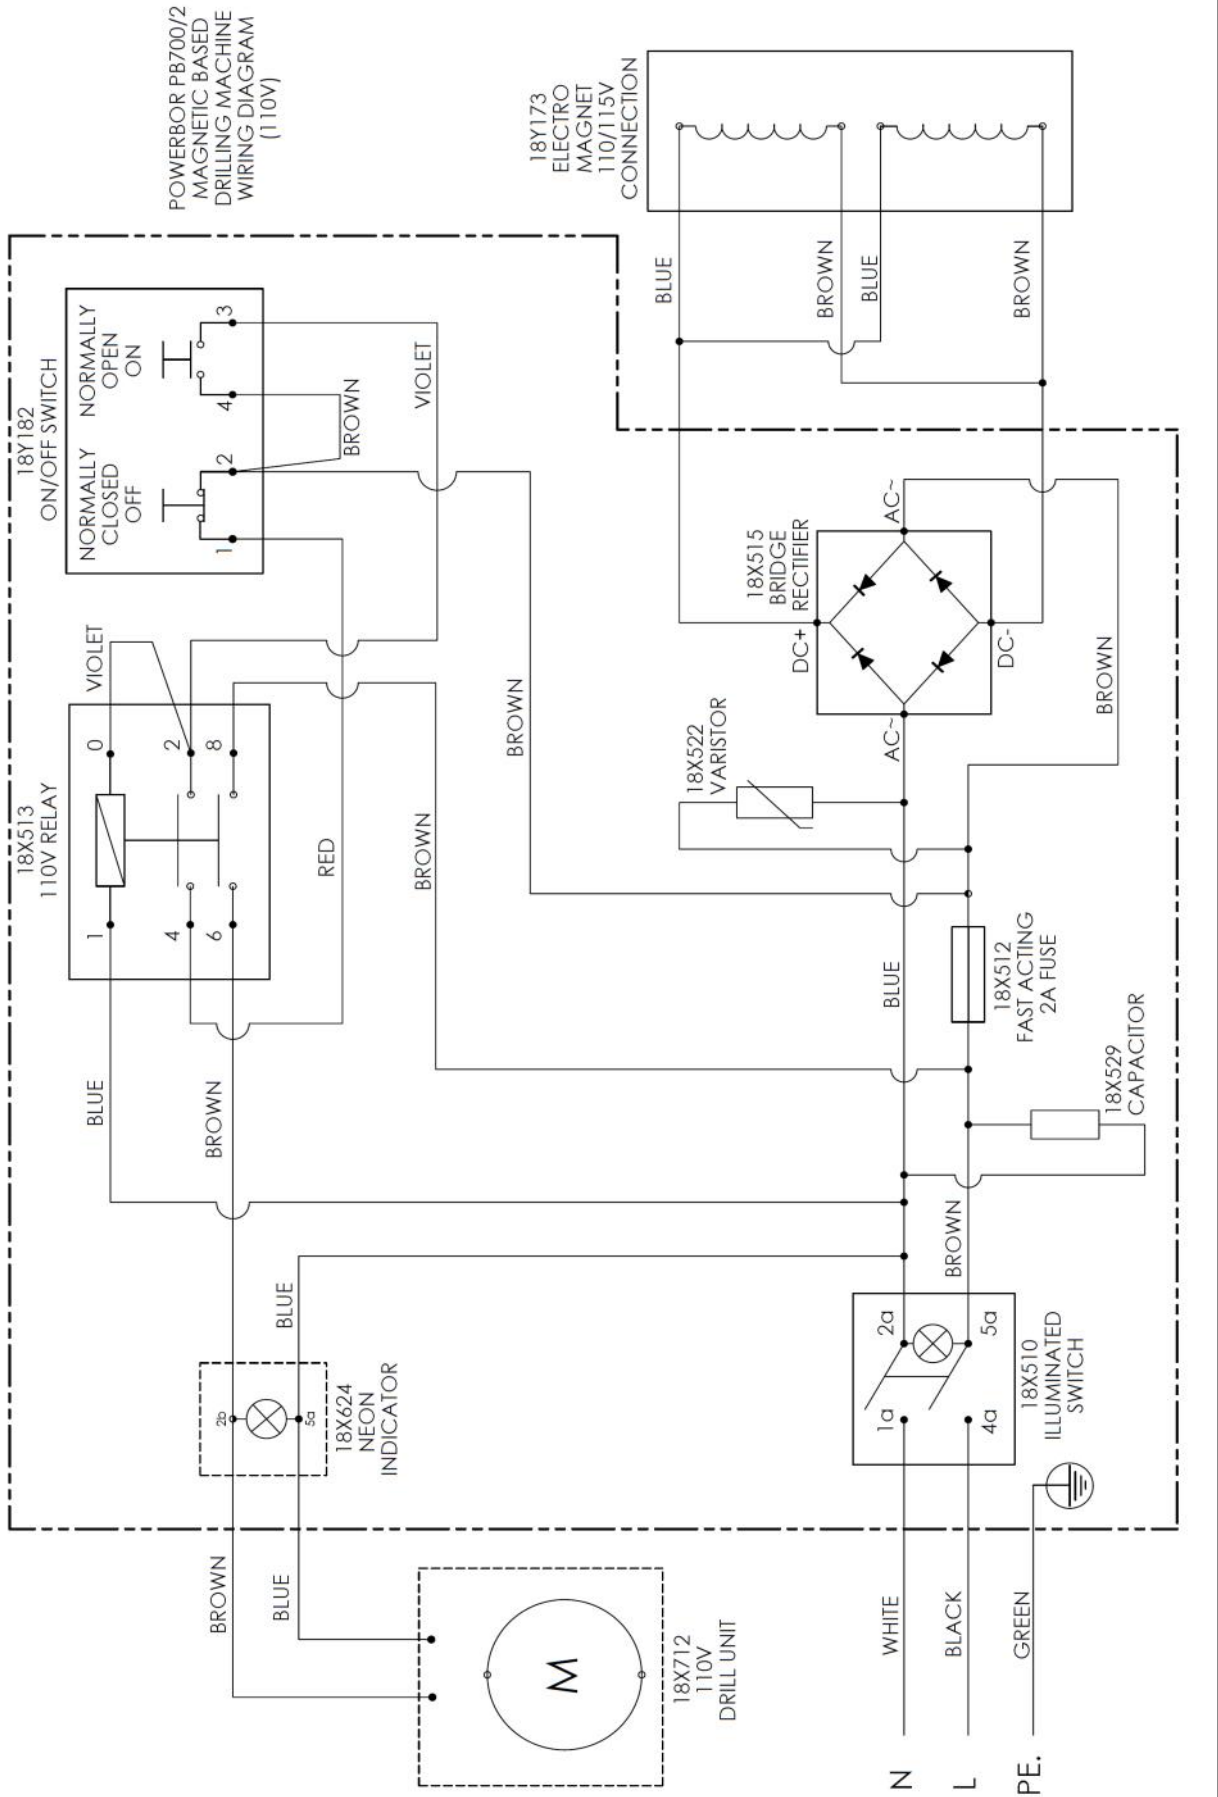 POWERBOR PB700/2
MAGNETIC BASED
DRILLING MACHINE
WIRING DIAGRAM
(110V)
18Y182
ON/OFF SWITCH
NORMALLY
CLOSED
OFF
NORMALLY
OPEN
ON
1
2
4
3
BROWN
VIOLET
18X513
110V RELAY
VIOLET
1
0
4
2
6
8
RED
BROWN
BROWN
BLUE
BROWN
18Y173
ELECTRO
MAGNET
110/115V
CONNECTION
BLUE
BROWN
BLUE
BROWN
18X515
BRIDGE
RECTIFIER
AC~
DC+
DC-
AC~
BROWN
18X522
VARISTOR
BLUE
18X512
FAST ACTING
2A FUSE
18X529
CAPACITOR
BROWN
BLUE
2b
5a
18X624
NEON
INDICATOR
1a
2a
4a
5a
18X510
ILLUMINATED
SWITCH
BROWN
BLUE
M
18X712
110V
DRILL UNIT
WHITE
BLACK
GREEN
N
L
PE.